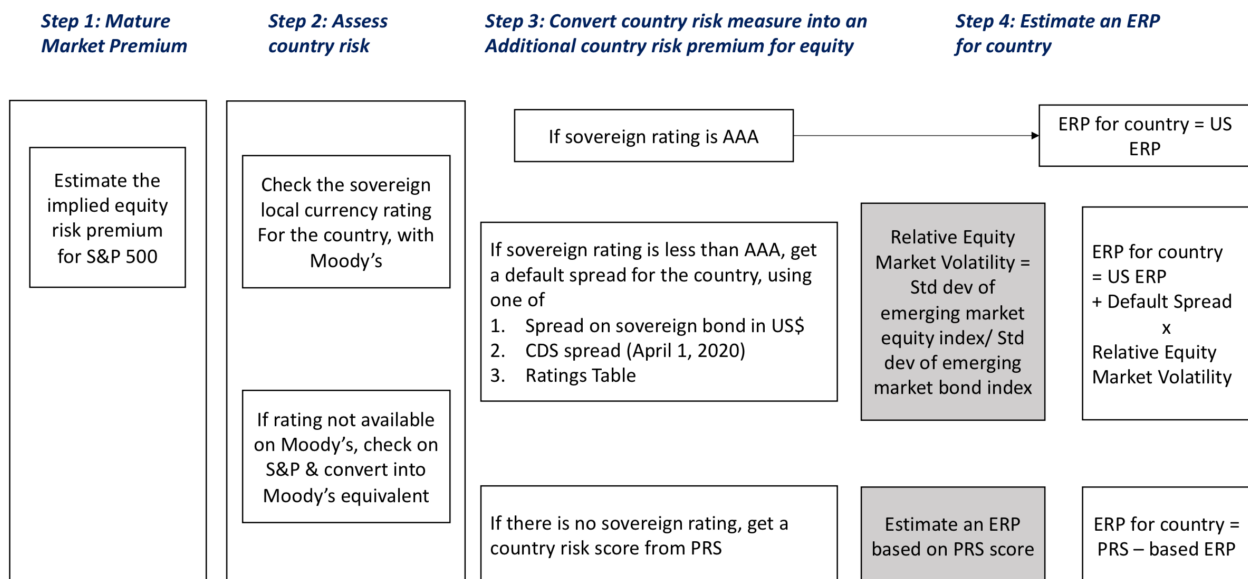 Step 1: Mature
Market Premium
Step 2: Assess
country risk
Step 3: Convert country risk measure into an
Additional country risk premium for equity
Step 4: Estimate an ERP
for country
Estimate the
implied equity
risk premium
for S&P 500
Check the sovereign
local currency rating
For the country, with
Moody's
If rating not available
on Moody's, check on
S&P & convert into
Moody's equivalent
If sovereign rating is AAA
ERP for country = US
ERP
If sovereign rating is less than AAA, get
a default spread for the country, using
one of
1. Spread on sovereign bond in US$
2. CDS spread (April 1, 2020)
3. Ratings Table
Relative Equity
Market Volatility =
Std dev of
emerging market
equity index/ Std
dev of emerging
market bond index
ERP for country
= US ERP
+ Default Spread
x
Relative Equity
Market Volatility
If there is no sovereign rating, get a
country risk score from PRS
Estimate an ERP
based on PRS score
ERP for country =
PRS – based ERP